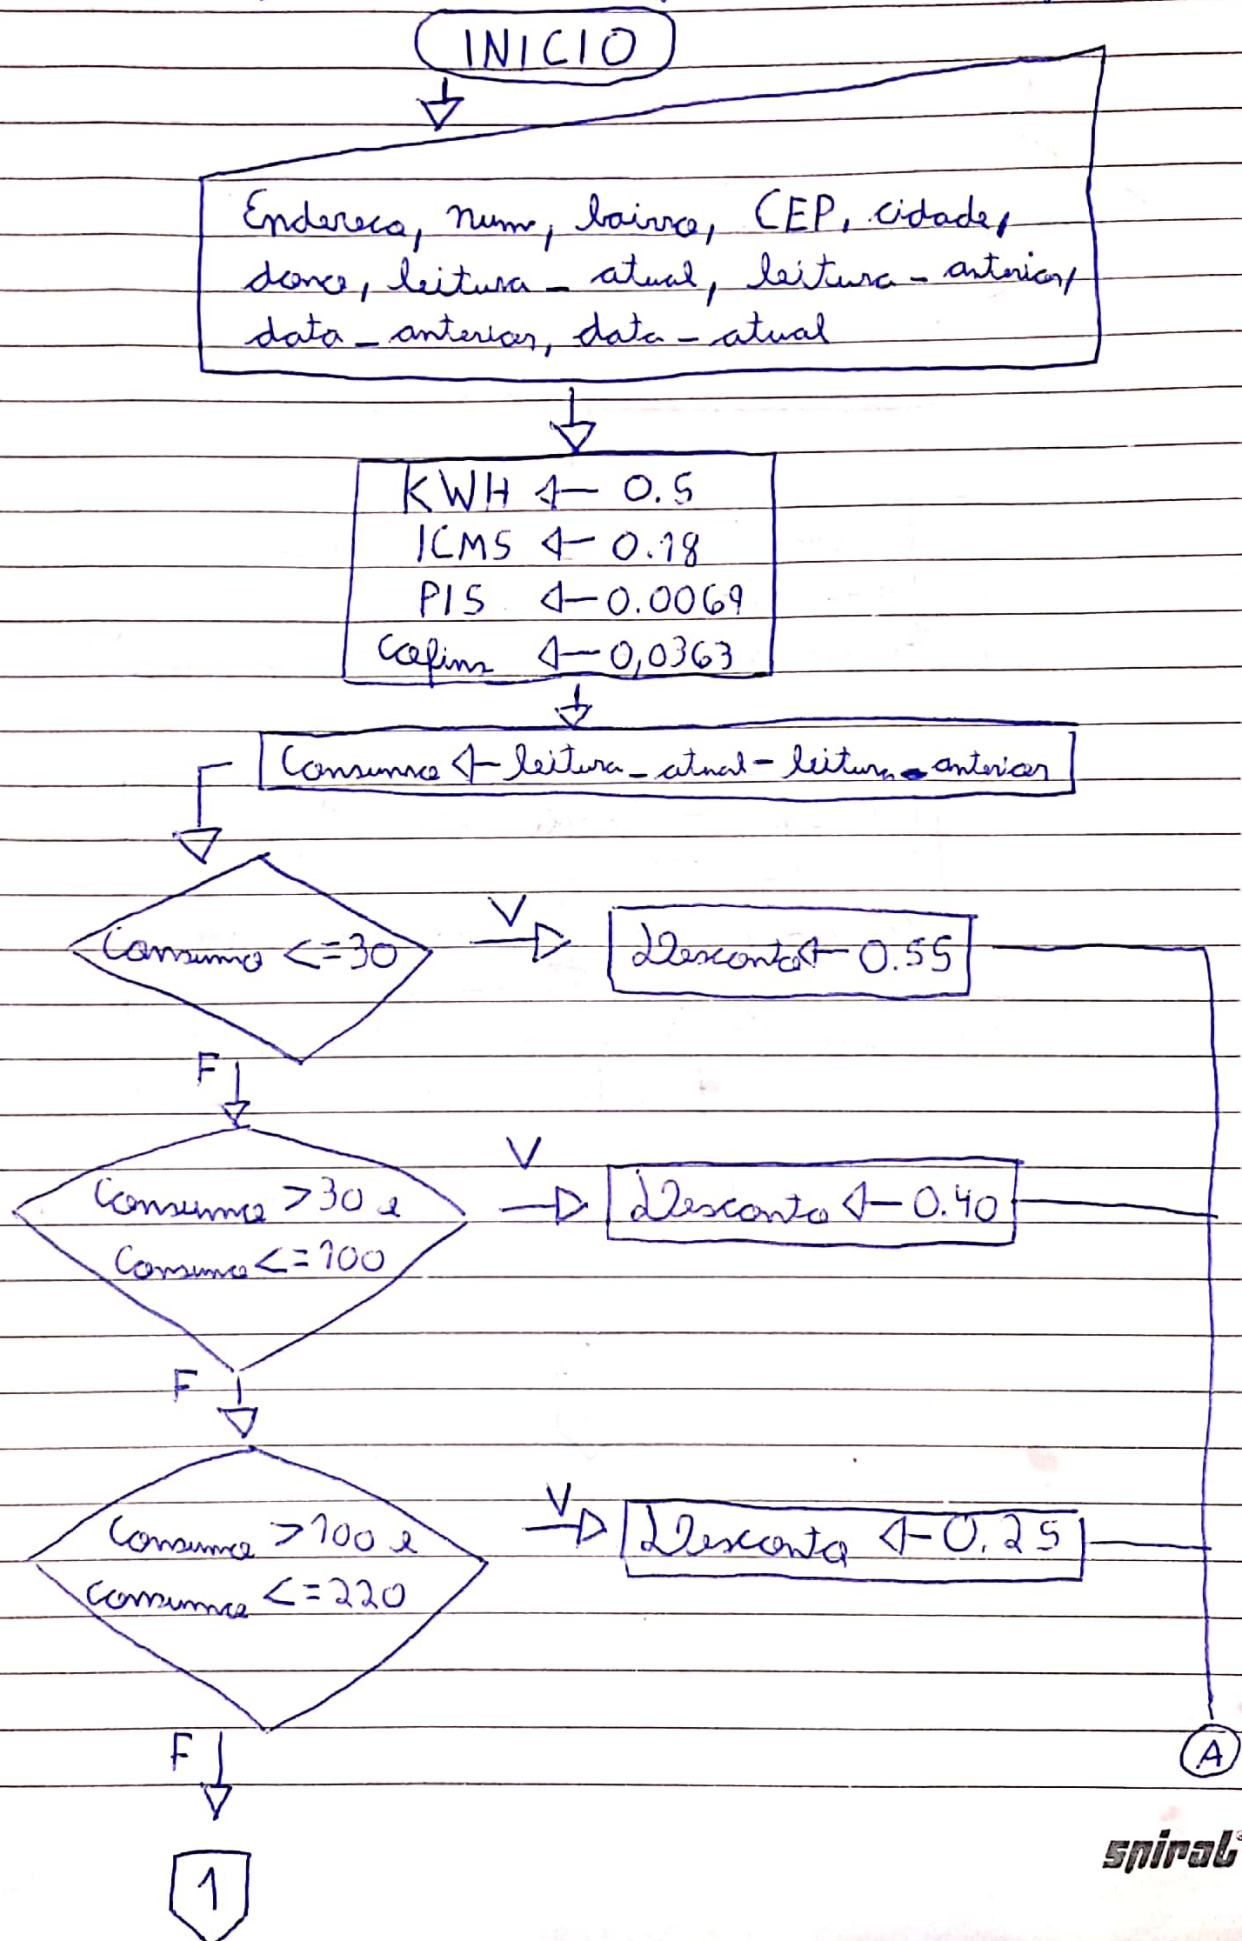 INICIO
Endereco, num, bairro, CEP, cidade,
dono, leitura_atual, leitura_anterior,
data_anterior, data_atual
KWH ← 0.5
ICMS ← 0.18
PIS ← 0.0069
Cofins ← 0,0363
Consumo ← leitura_atual - leitura_anterior
Consumo <=30
V
Desconto ← 0.55
F
Consumo >30 e
Consumo <=100
V
Desconto ← 0.40
F
Consumo >100 e
consumo <=220
V
Desconto ← 0.25
F
A
1
spiral